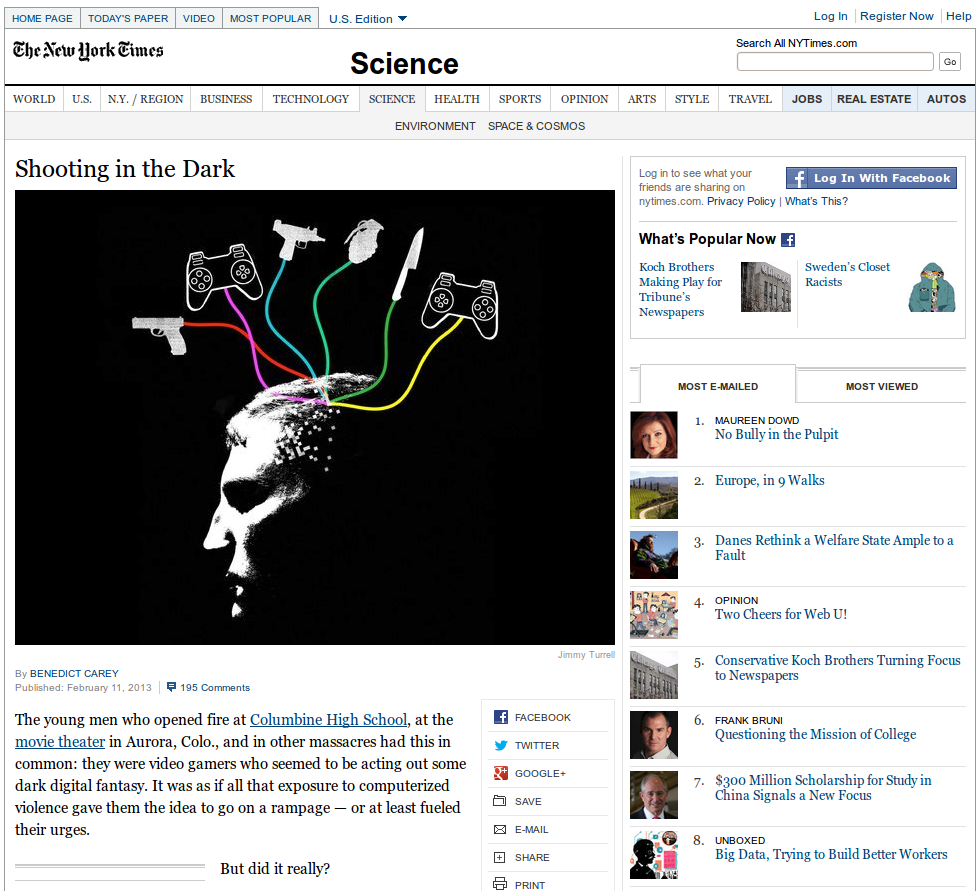 HOME PAGE TODAY'S PAPER VIDEO MOST POPULAR U.S. Edition
Log In Register Now Help
The New York Times
Science
Search All NYTimes.com
Go
WORLD U.S. N.Y. / REGION BUSINESS TECHNOLOGY SCIENCE HEALTH SPORTS OPINION ARTS STYLE TRAVEL JOBS REAL ESTATE AUTOS
ENVIRONMENT SPACE & COSMOS
Shooting in the Dark
Jimmy Turrell
By BENEDICT CAREY
Published: February 11, 2013 195 Comments
The young men who opened fire at Columbine High School, at the
movie theater in Aurora, Colo., and in other massacres had this in
common: they were video gamers who seemed to be acting out some
dark digital fantasy. It was as if all that exposure to computerized
violence gave them the idea to go on a rampage — or at least fueled
their urges.
But did it really?
FACEBOOK
TWITTER
GOOGLE+
SAVE
E-MAIL
SHARE
PRINT
Log in to see what your
friends are sharing on
nytimes.com. Privacy Policy | What's This?
Log In With Facebook
What's Popular Now
Koch Brothers
Making Play for
Tribune's
Newspapers
Sweden's Closet
Racists
MOST E-MAILED MOST VIEWED
1. MAUREEN DOWD
No Bully in the Pulpit
2. Europe, in 9 Walks
3. Danes Rethink a Welfare State Ample to a
Fault
4. OPINION
Two Cheers for Web U!
5. Conservative Koch Brothers Turning Focus
to Newspapers
6. FRANK BRUNI
Questioning the Mission of College
7. $300 Million Scholarship for Study in
China Signals a New Focus
8. UNBOXED
Big Data, Trying to Build Better Workers